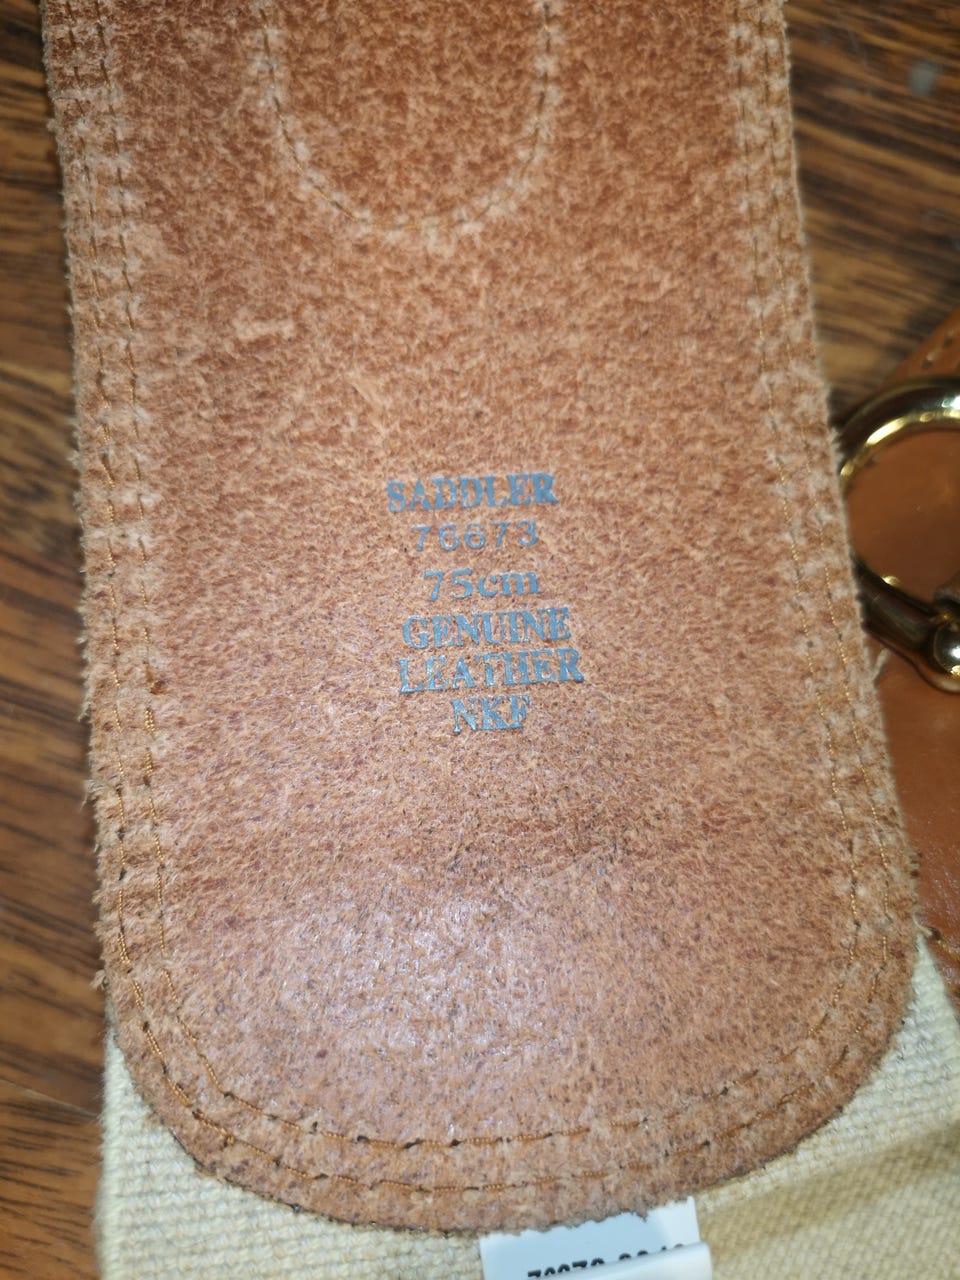 SADDLER
76673
75cm
GENUINE
LEATHER
NKF